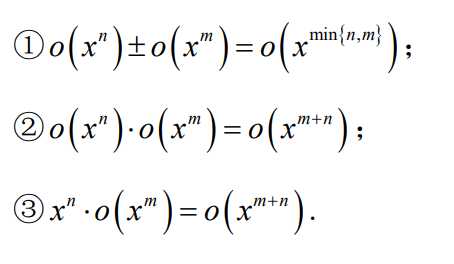 ①o(xⁿ)±o(xᵐ)=o(x^min{n,m})；
②o(xⁿ)·o(xᵐ)=o(x^m+n)；
③xⁿ·o(xᵐ)=o(x^m+n).